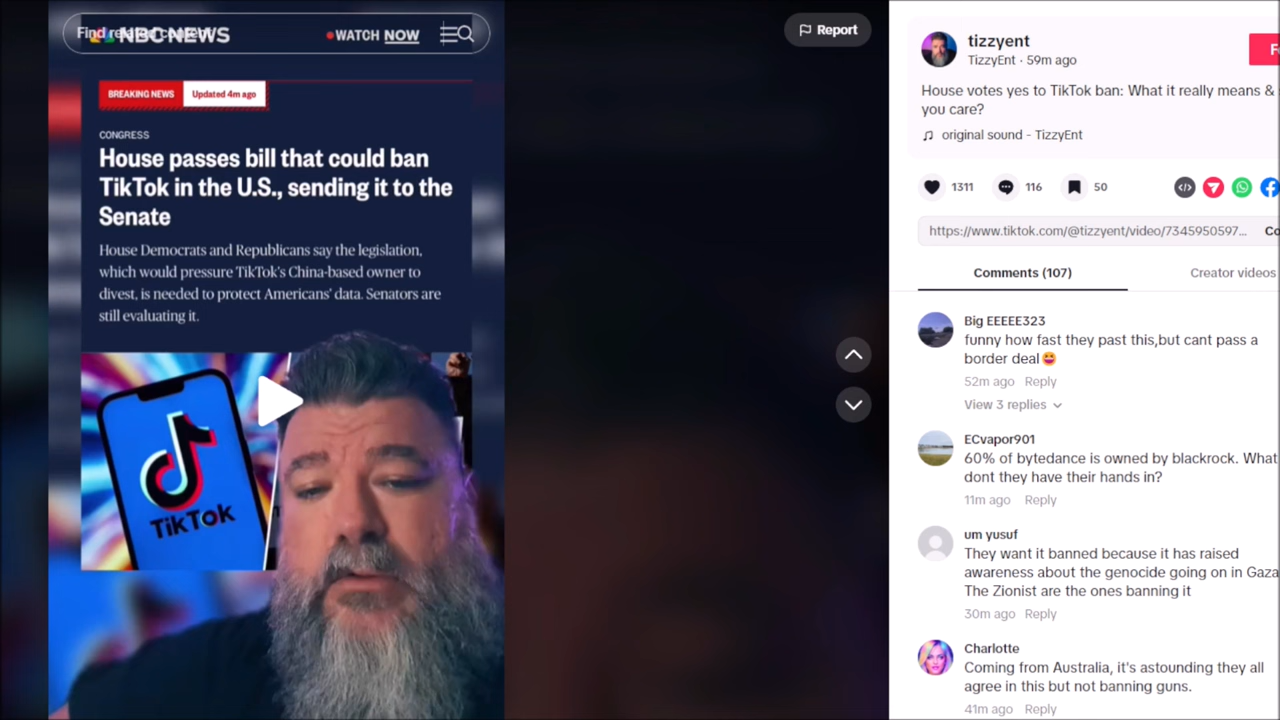 Find related content
NBC NEWS
WATCH NOW
BREAKING NEWS
Updated 4m ago
CONGRESS
House passes bill that could ban
TikTok in the U.S., sending it to the
Senate
House Democrats and Republicans say the legislation,
which would pressure TikTok's China-based owner to
divest, is needed to protect Americans' data. Senators are
still evaluating it.
TikTok
Report
tizzyent
TizzyEnt · 59m ago
F
House votes yes to TikTok ban: What it really means &
you care?
original sound - TizzyEnt
1311
116
50
https://www.tiktok.com/@tizzyent/video/7345950597...
Co
Comments (107)
Creator videos
Big EEEEE323
funny how fast they past this,but cant pass a
border deal😆
52m ago Reply
View 3 replies
ECvapor901
60% of bytedance is owned by blackrock. What
dont they have their hands in?
11m ago Reply
um yusuf
They want it banned because it has raised
awareness about the genocide going on in Gaza
The Zionist are the ones banning it
30m ago Reply
Charlotte
Coming from Australia, it's astounding they all
agree in this but not banning guns.
41m ago Reply